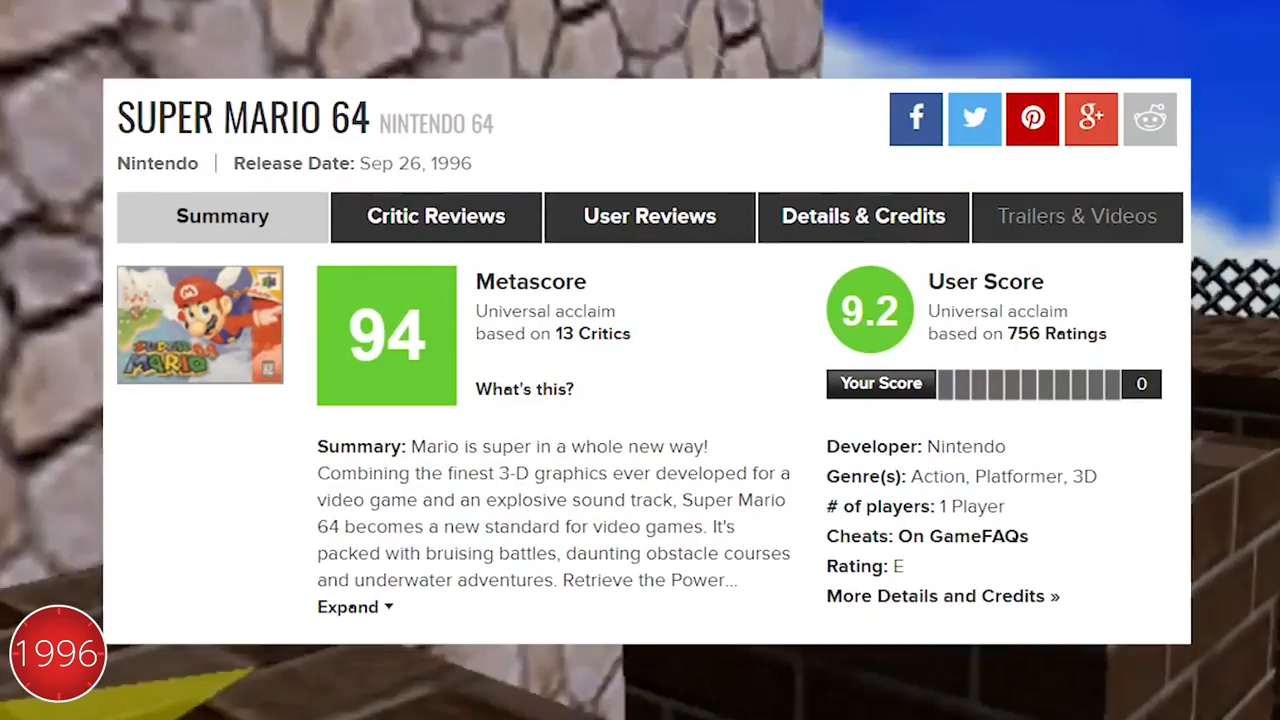 SUPER MARIO 64 NINTENDO 64
Nintendo | Release Date: Sep 26, 1996
f
g+
Summary
Critic Reviews
User Reviews
Details & Credits
Trailers & Videos
SUPER MARIO 64
94
Metascore
Universal acclaim
based on 13 Critics
What's this?
9.2
User Score
Universal acclaim
based on 756 Ratings
Your Score
0
Summary: Mario is super in a whole new way!
Combining the finest 3-D graphics ever developed for a
video game and an explosive sound track, Super Mario
64 becomes a new standard for video games. It's
packed with bruising battles, daunting obstacle courses
and underwater adventures. Retrieve the Power...
Expand
Developer: Nintendo
Genre(s): Action, Platformer, 3D
# of players: 1 Player
Cheats: On GameFAQs
Rating: E
More Details and Credits »
1996